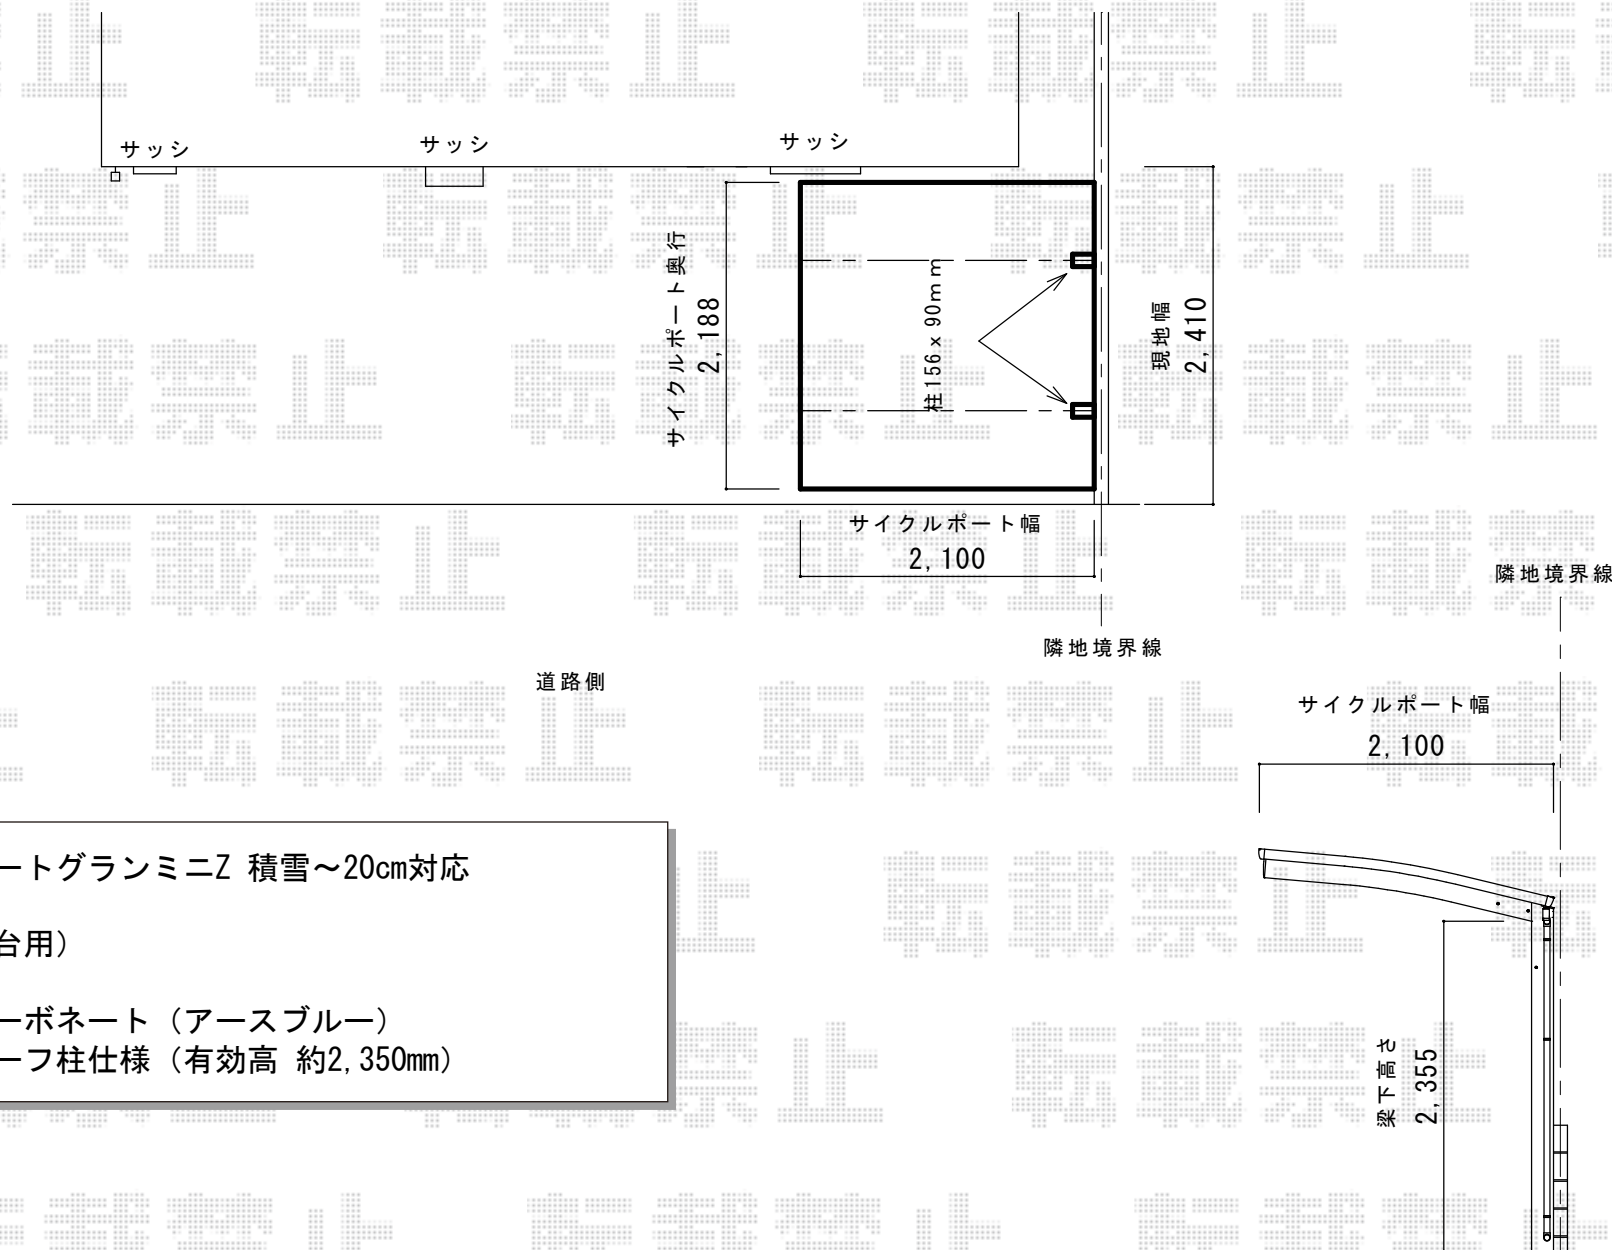 サッシ
サッシ
サッシ
サイクルポート奥行
2,188
柱156x90mm
現地幅
2,410
サイクルポート幅
2,100
隣地境界線
隣地境界線
道路側
サイクルポート幅
2,100
ートグランミニZ 積雪～20cm対応
台用）
ーボネート（アースブルー）
ーフ柱仕様（有効高 約2,350mm）
梁下高さ
2,355
転載禁止